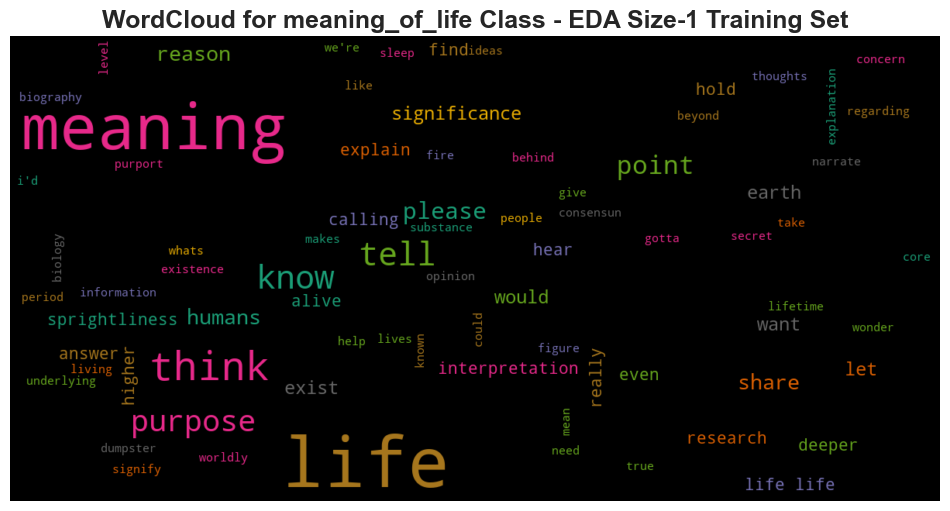 WordCloud for meaning_of_life Class - EDA Size-1 Training Set
level
reason
we're
sleep
find
ideas
concern
biography
like
hold
thoughts
explanation
regarding
meaning
significance
beyond
purport
explain
fire
behind
point
narrate
i'd
give
earth
calling
please
people
consensun
take
substance
biology
whats
makes
tell
hear
gotta
secret
existence
know
opinion
core
period
information
alive
would
lifetime
sprightliness
humans
could
want
wonder
answer
higher
help
lives
known
figure
living
think
interpretation
really
even
share
let
underlying
exist
purpose
mean
research
deeper
dumpster
worldly
life
need
signify
true
life life